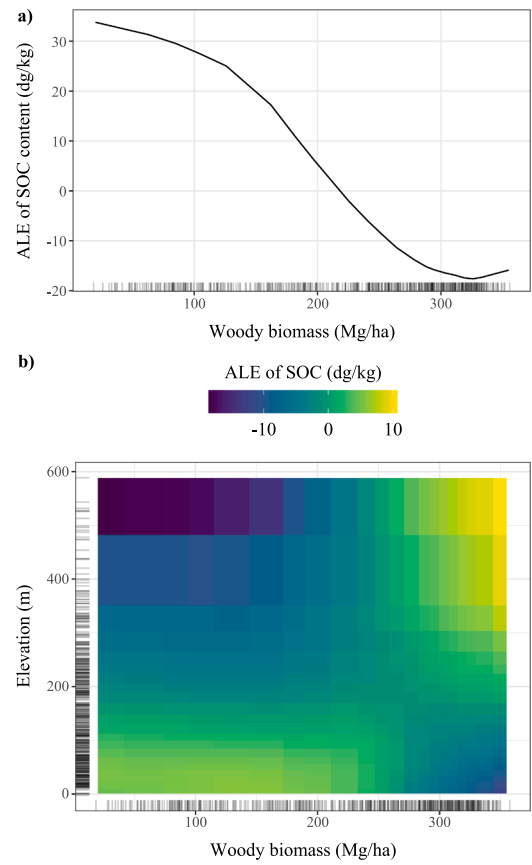 a)
ALE of SOC content (dg/kg)
30
20
10
0
-10
-20
100
200
300
Woody biomass (Mg/ha)
b)
ALE of SOC (dg/kg)
-10
0
10
Elevation (m)
600
400
200
0
100
200
300
Woody biomass (Mg/ha)